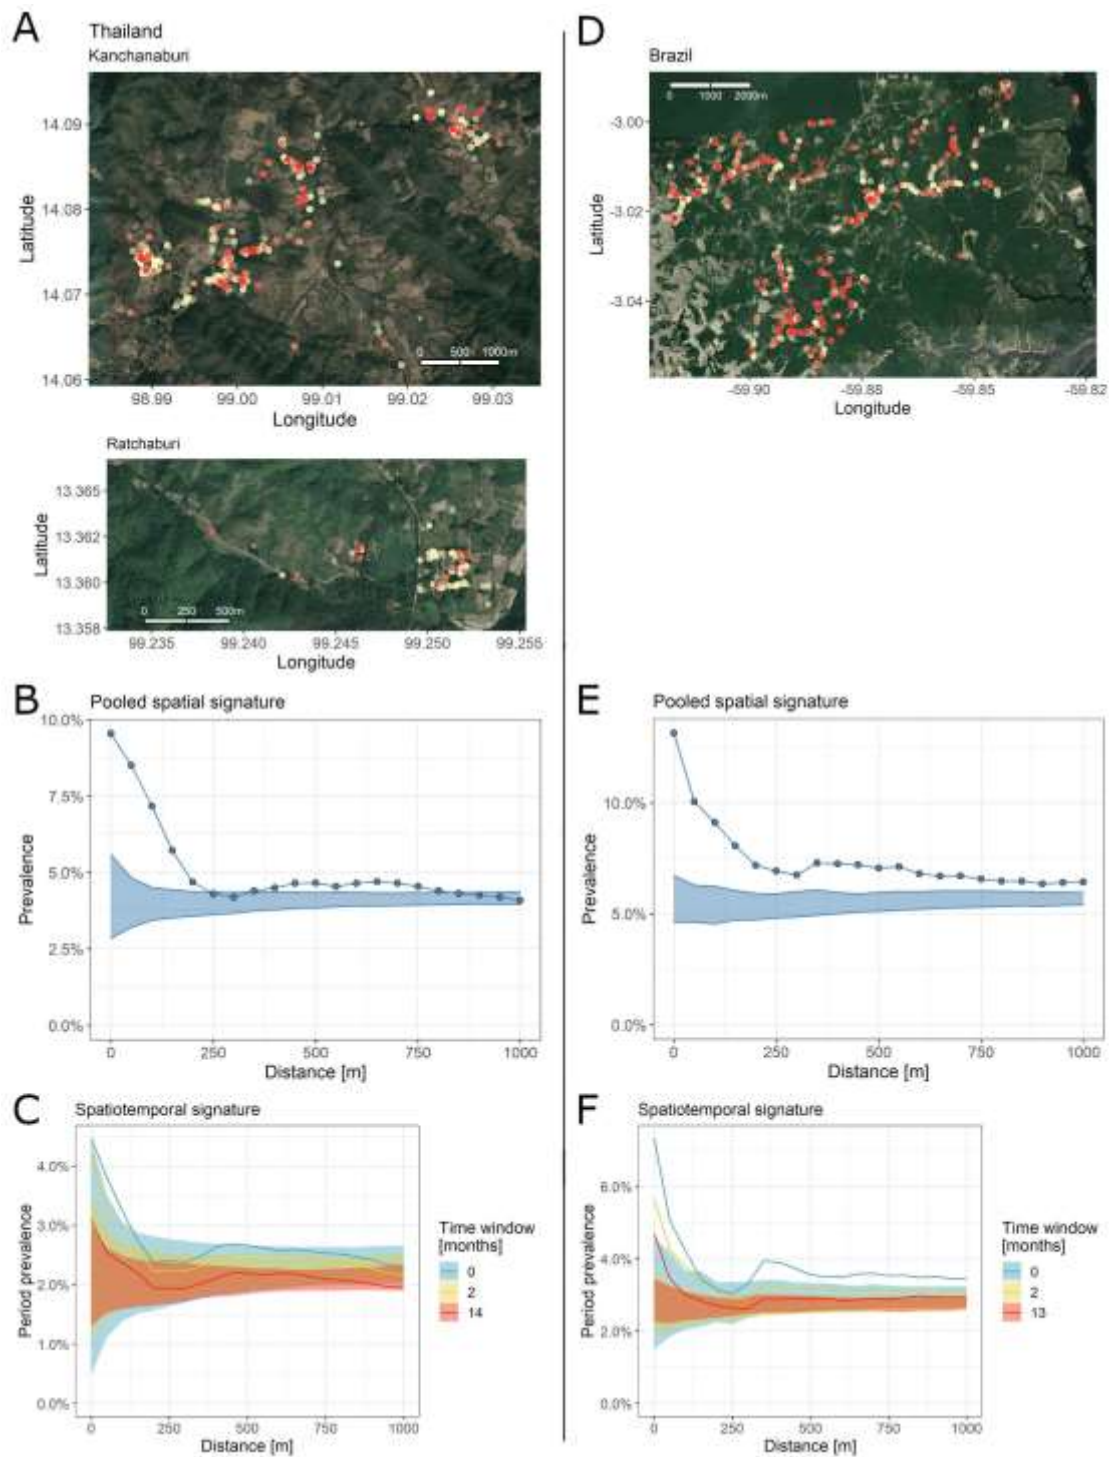 A
Thailand
Kanchanaburi
14.09
14.08
14.07
14.06
Latitude
0 500 1000m
98.99 99.00 99.01 99.02 99.03
Longitude
Ratchaburi
13.365
13.362
13.360
13.358
Latitude
0 250 500m
99.235 99.240 99.245 99.250 99.255
Longitude
B
Pooled spatial signature
10.0%
7.5%
5.0%
2.5%
0.0%
Prevalence
0 250 500 750 1000
Distance [m]
C
Spatiotemporal signature
4.0%
3.0%
2.0%
1.0%
0.0%
Period prevalence
0 250 500 750 1000
Distance [m]
Time window
[months]
0
2
14
D
Brazil
0 1000 2000m
-3.00
-3.02
-3.04
Latitude
-59.90 -59.88 -59.85 -59.82
Longitude
E
Pooled spatial signature
10.0%
5.0%
0.0%
Prevalence
0 250 500 750 1000
Distance [m]
F
Spatiotemporal signature
6.0%
4.0%
2.0%
0.0%
Period prevalence
0 250 500 750 1000
Distance [m]
Time window
[months]
0
2
13